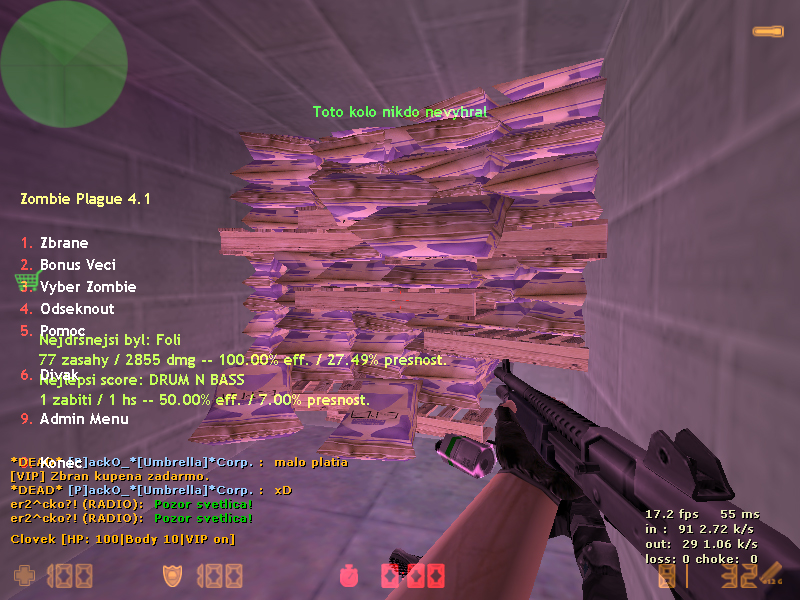 Toto kolo nikdo nevyhral
Zombie Plague 4.1
1. Zbrane
2. Bonus Veci
3. Vyber Zombie
4. Odseknout
5. Pomoc
Nejdrsnejsi byl: Foli
77 zasahy / 2855 dmg -- 100.00% eff. / 27.49% presnost.
6. Divak
Nejlepsi score: DRUM N BASS
1 zabiti / 1 hs -- 50.00% eff. / 7.00% presnost.
9. Admin Menu
*DEAD* [P]ackO_*[Umbrella]*Corp. : malo platia
Konec
[VIP] Zbran kupena zadarmo.
*DEAD* [P]ackO_*[Umbrella]*Corp. : xD
er2^cko?! (RADIO): Pozor svetlica!
er2^cko?! (RADIO): Pozor svetlica!
Clovek [HP: 100|Body 10|VIP on]
17.2 fps 55 ms
in : 91 2.72 k/s
out: 29 1.06 k/s
loss: 0 choke: 0
100 100 00 32